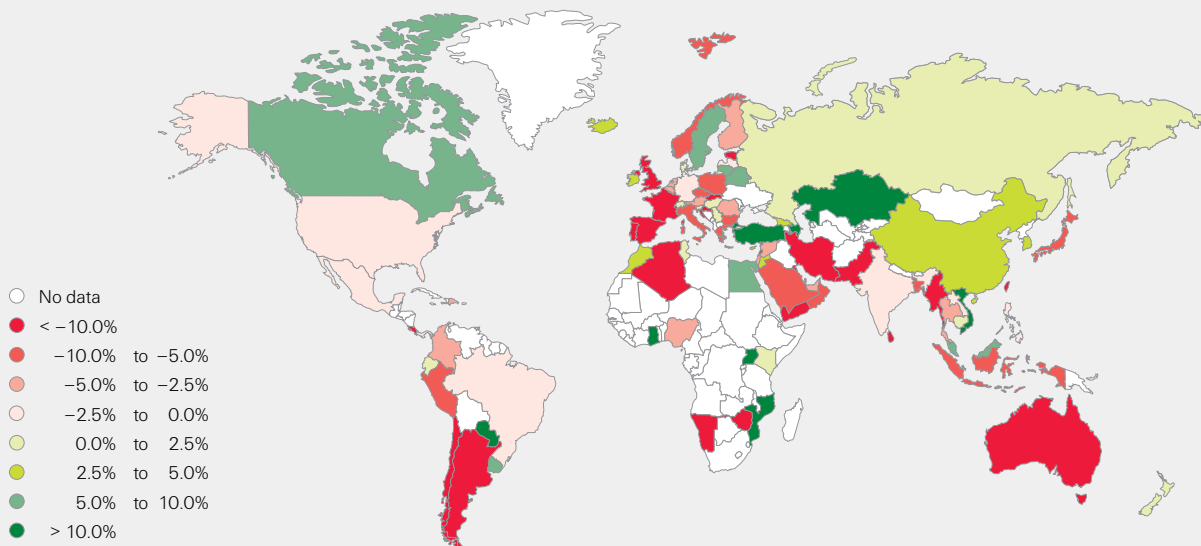 No data
< −10.0%
−10.0% to −5.0%
−5.0% to −2.5%
−2.5% to 0.0%
0.0% to 2.5%
2.5% to 5.0%
5.0% to 10.0%
> 10.0%